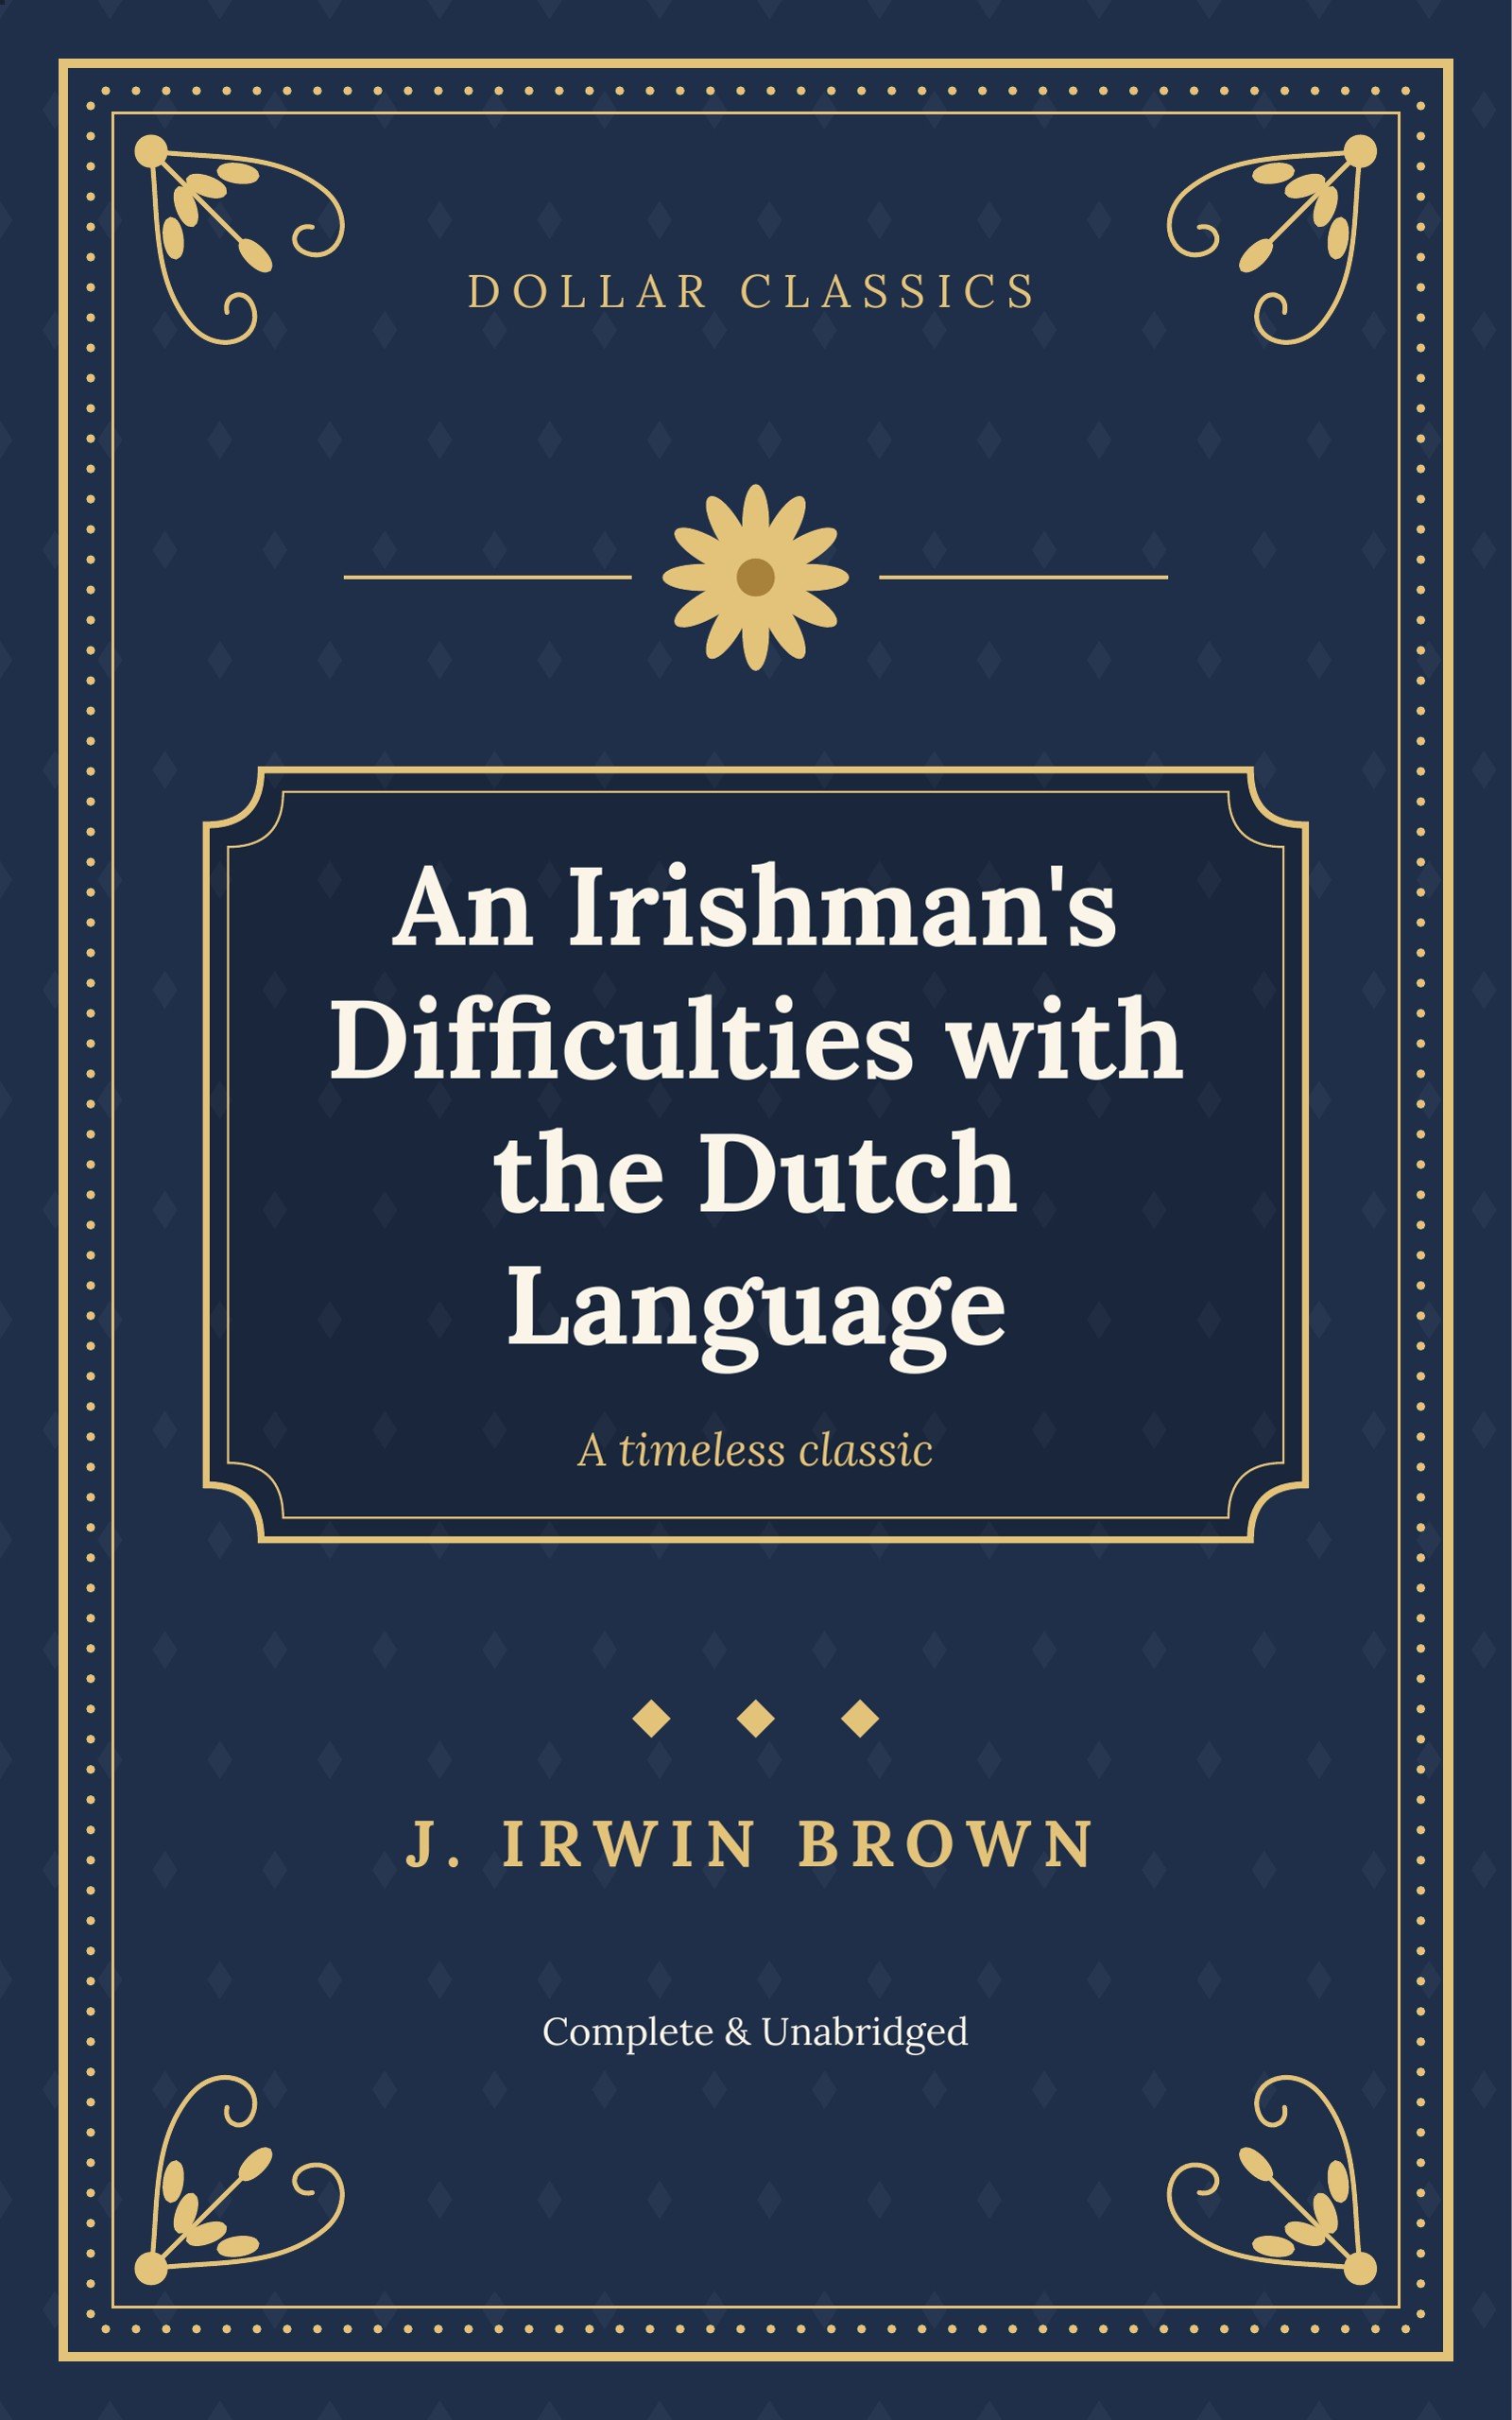 DOLLAR CLASSICS
An Irishman's
Difficulties with
the Dutch
Language
A timeless classic
J. IRWIN BROWN
Complete & Unabridged